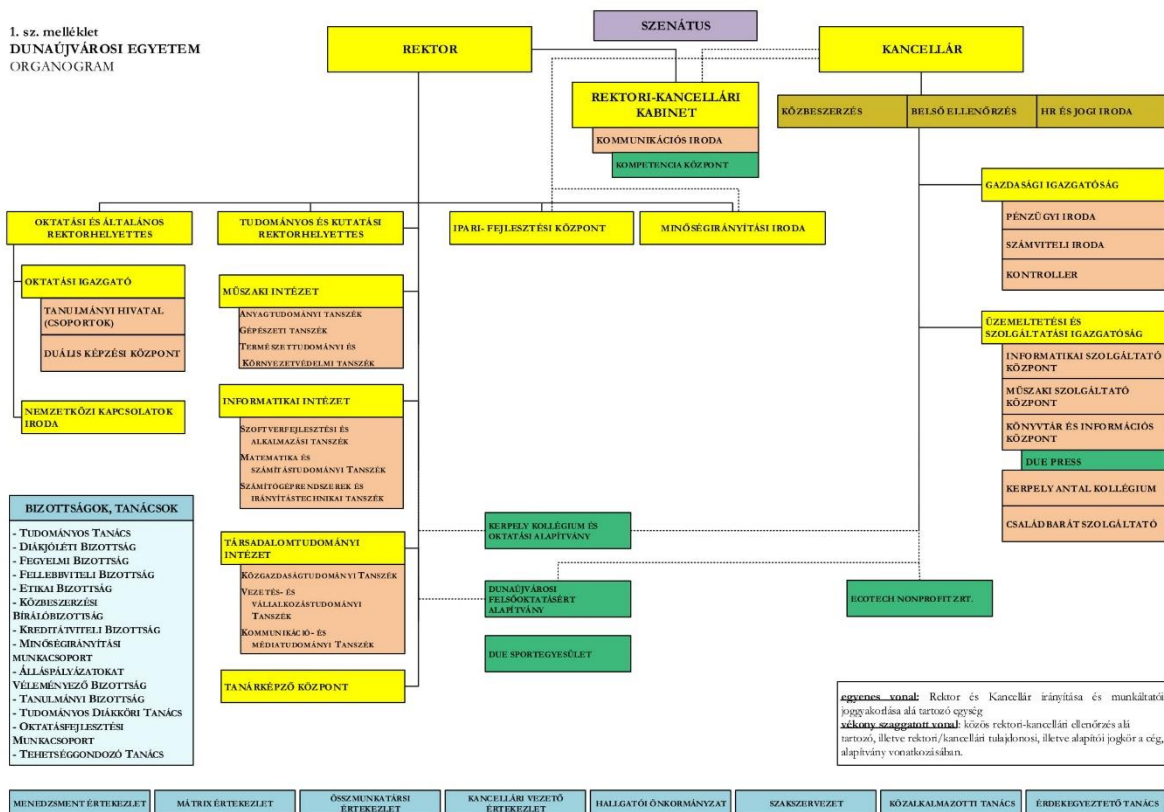 1. sz. melléklet
DUNAÚJVÁROSI EGYETEM
ORGANOGRAM
SZENÁTUS
REKTOR
KANCELLÁR
REKTORI-KANCELLÁRI
KABINET
KOMMUNIKÁCIÓS IRODA
KOMPETENCIA KÖZPONT
KÖZBESZERZÉS
BELSŐ ELLENŐRZÉS
HR ÉS JOGI IRODA
OKTATÁSI ÉS ÁLTALÁNOS
REKTORHELYETTES
TUDOMÁNYOS ÉS KUTATÁSI
REKTORHELYETTES
IPARI- FEJLESZTÉSI KÖZPONT
MINŐSÉGIRÁNYÍTÁSI IRODA
OKTATÁSI IGAZGATÓ
TANULMÁNYI HIVATAL
(CSOPORTOK)
DUÁLIS KÉPZÉSI KÖZPONT
NEMZETKÖZI KAPCSOLATOK
IRODA
MŰSZAKI INTÉZET
ANYAGTUDOMÁNYI TANSZÉK
GÉPÉSZETI TANSZÉK
TERMÉSZETTUDOMÁNYI ÉS
KÖRNYEZETVÉDELMI TANSZÉK
INFORMATIKAI INTÉZET
SZOFTVERFEJLESZTÉSI ÉS
ALKALMAZÁSI TANSZÉK
MATEMATIKA ÉS
SZÁMÍTÁSTUDOMÁNYI TANSZÉK
SZÁMÍTÓGÉPRENDSZEREK ÉS
IRÁNYÍTÁSTECHNIKAI TANSZÉK
TÁRSADALOMTUDOMÁNYI
INTÉZET
KÖZGAZDASÁGTUDOMÁNYI TANSZÉK
VEZETÉS- ÉS
VÁLLALKOZÁSTUDOMÁNYI
TANSZÉK
KOMMUNIKÁCIÓ- ÉS
MÉDIATUDOMÁNYI TANSZÉK
TANÁRKÉPZŐ KÖZPONT
GAZDASÁGI IGAZGATÓSÁG
PÉNZÜGYI IRODA
SZÁMVITELI IRODA
KONTROLLER
ÜZEMELTETÉSI ÉS
SZOLGÁLTATÁSI IGAZGATÓSÁG
INFORMATIKAI SZOLGÁLTATÓ
KÖZPONT
MŰSZAKI SZOLGÁLTATÓ
KÖZPONT
KÖNYVTÁR ÉS INFORMÁCIÓS
KÖZPONT
DUE PRESS
KERPELY ANTAL KOLLÉGIUM
CSALÁDBARÁT SZOLGÁLTATÓ
KERPELY KOLLÉGIUM ÉS
OKTATÁSI ALAPÍTVÁNY
DUNAÚJVÁROSI
FELSŐOKTATÁSÉRT
ALAPÍTVÁNY
DUE SPORTEGYESÜLET
ECOTECH NONPROFIT ZRT.
BIZOTTSÁGOK, TANÁCSOK
- TUDOMÁNYOS TANÁCS
- DIÁKJÓLÉTI BIZOTTSÁG
- FEGYELMI BIZOTTSÁG
- FELLEBBVITELI BIZOTTSÁG
- ETIKAI BIZOTTSÁG
- KÖZBESZERZÉSI
BÍRÁLÓBIZOTTSÁG
- KREDITÁTVITELI BIZOTTSÁG
- MINŐSÉGIRÁNYÍTÁSI
MUNKACSOPORT
- ÁLLÁSPÁLYÁZATOKAT
VÉLEMÉNYEZŐ BIZOTTSÁG
- TANULMÁNYI BIZOTTSÁG
- TUDOMÁNYOS DIÁKKÖRI TANÁCS
- OKTATÁSFEJLESZTÉSI
MUNKACSOPORT
- TEHETSÉGGONDOZÓ TANÁCS
egyenes vonal: Rektor és Kancellár irányítása és munkáltatói
joggyakorlása alá tartozó egység
vékony szaggatott vonal: közös rektori-kancellári ellenőrzés alá
tartozó, illetve rektori/kancellári tulajdonosi, illetve alapítói jogkör a cég,
alapítvány vonatkozásában.
MENEDZSMENT ÉRTEKEZLET
MÁTRIX ÉRTEKEZLET
ÖSSZMUNKATÁRSI
ÉRTEKEZLET
KANCELLÁRI VEZETŐ
ÉRTEKEZLET
HALLGATÓI ÖNKORMÁNYZAT
SZAKSZERVEZET
KÖZALKALMAZOTTI TANÁCS
ÉRDEKEGYEZTETŐ TANÁCS